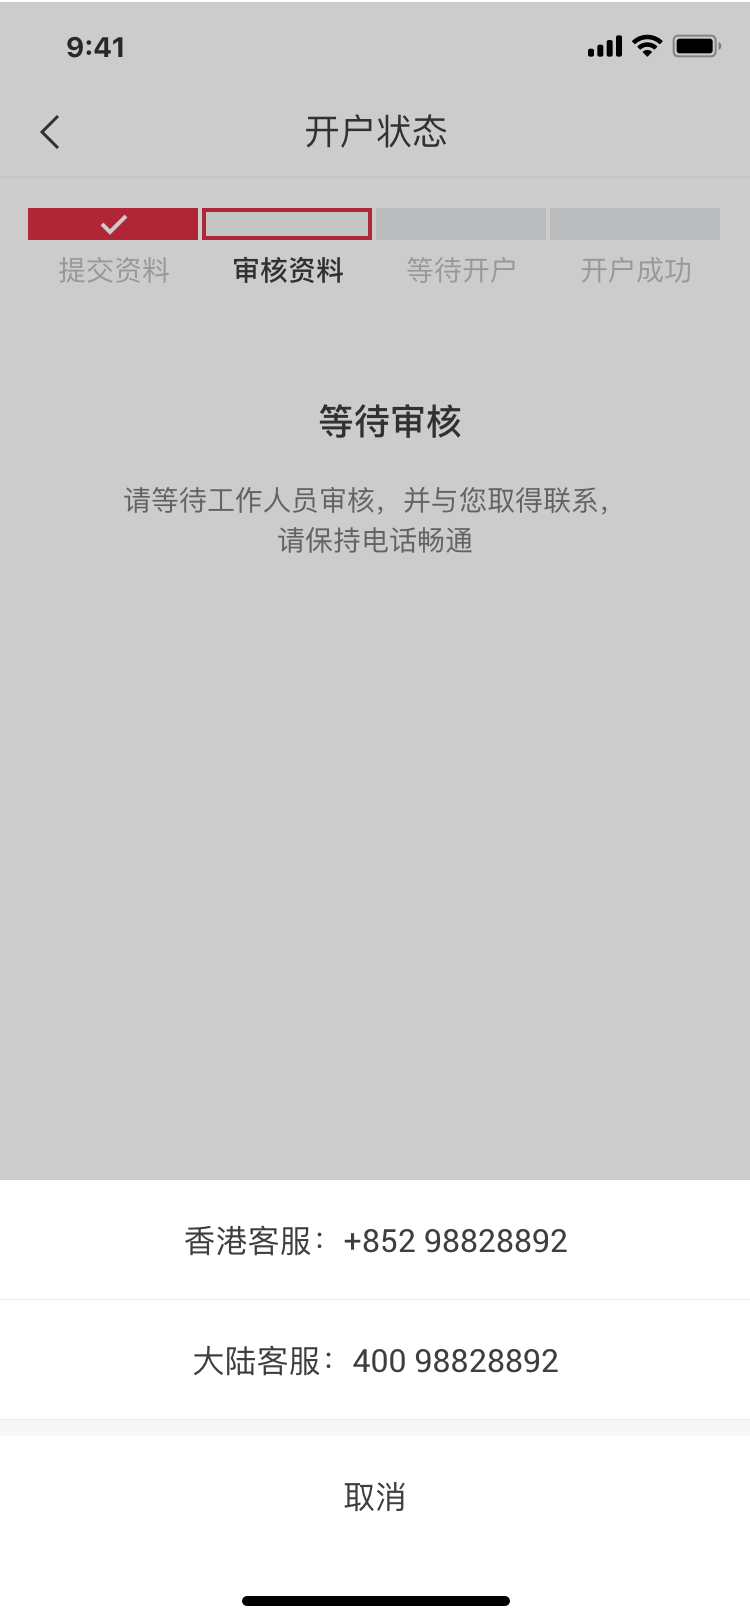 9:41
开户状态
提交资料 审核资料 等待开户 开户成功
等待审核
请等待工作人员审核，并与您取得联系，
请保持电话畅通
香港客服：+852 98828892
大陆客服：400 98828892
取消